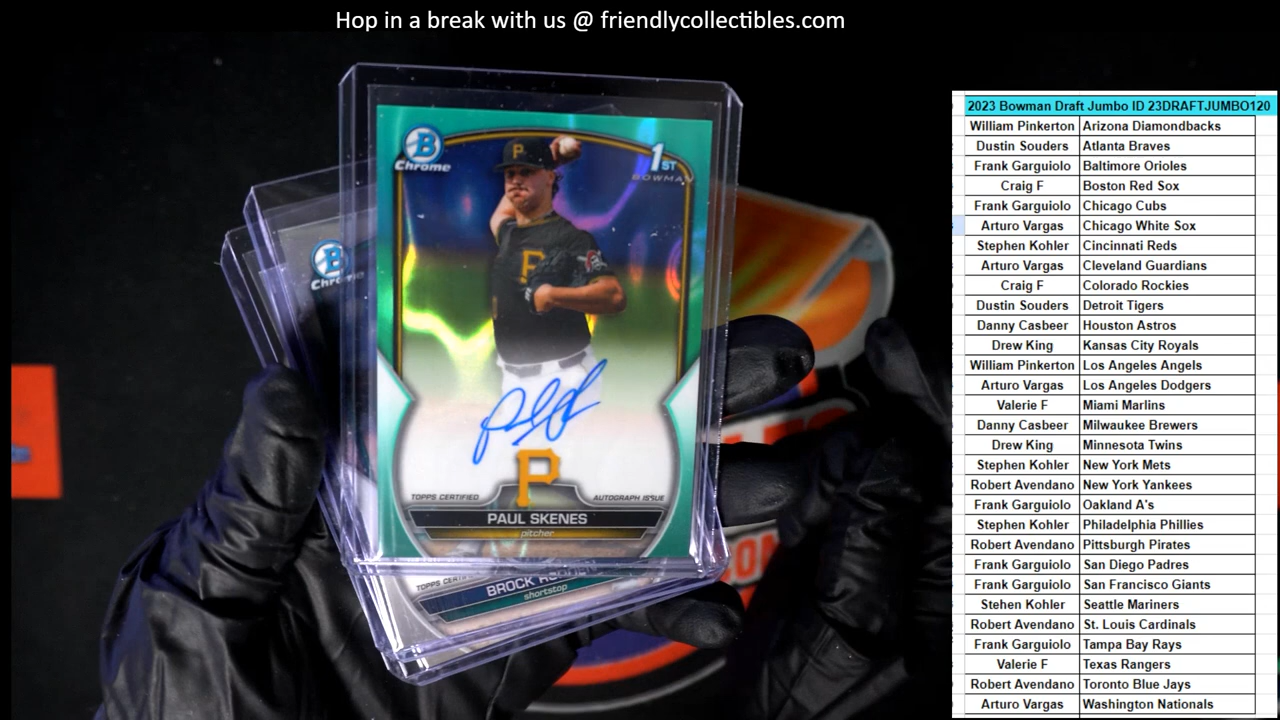 Hop in a break with us @ friendlycollectibles.com
B
Chrome
1ST
BOWMAN
P
TOPPS CERTIFIED
AUTOGRAPH ISSUE
PAUL SKENES
pitcher
B
Chrome
BROCK
shortstop
2023 Bowman Draft Jumbo ID 23DRAFTJUMBO120
William Pinkerton Arizona Diamondbacks
Dustin Souders Atlanta Braves
Frank Garguiolo Baltimore Orioles
Craig F Boston Red Sox
Frank Garguiolo Chicago Cubs
Arturo Vargas Chicago White Sox
Stephen Kohler Cincinnati Reds
Arturo Vargas Cleveland Guardians
Craig F Colorado Rockies
Dustin Souders Detroit Tigers
Danny Casbeer Houston Astros
Drew King Kansas City Royals
William Pinkerton Los Angeles Angels
Arturo Vargas Los Angeles Dodgers
Valerie F Miami Marlins
Danny Casbeer Milwaukee Brewers
Drew King Minnesota Twins
Stephen Kohler New York Mets
Robert Avendano New York Yankees
Frank Garguiolo Oakland A's
Stephen Kohler Philadelphia Phillies
Robert Avendano Pittsburgh Pirates
Frank Garguiolo San Diego Padres
Frank Garguiolo San Francisco Giants
Stehen Kohler Seattle Mariners
Robert Avendano St. Louis Cardinals
Frank Garguiolo Tampa Bay Rays
Valerie F Texas Rangers
Robert Avendano Toronto Blue Jays
Arturo Vargas Washington Nationals